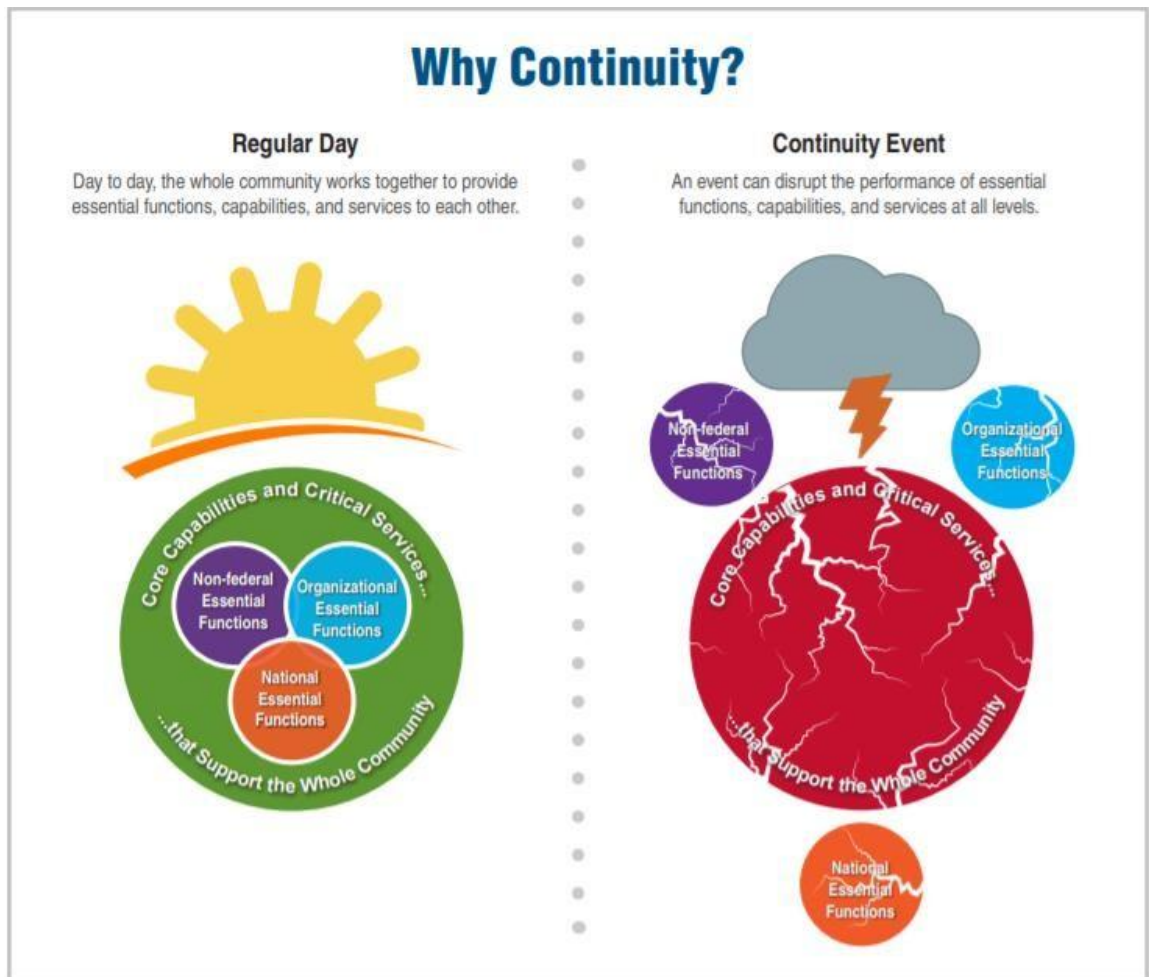 Why Continuity?
Regular Day
Day to day, the whole community works together to provide
essential functions, capabilities, and services to each other.
Core Capabilities and Critical Services...
Non-federal
Essential
Functions
Organizational
Essential
Functions
National
Essential
Functions
...that Support the Whole Community
Continuity Event
An event can disrupt the performance of essential
functions, capabilities, and services at all levels.
Non-federal
Essential
Functions
Organizational
Essential
Functions
Core Capabilities and Critical Services...
...that Support the Whole Community
National
Essential
Functions